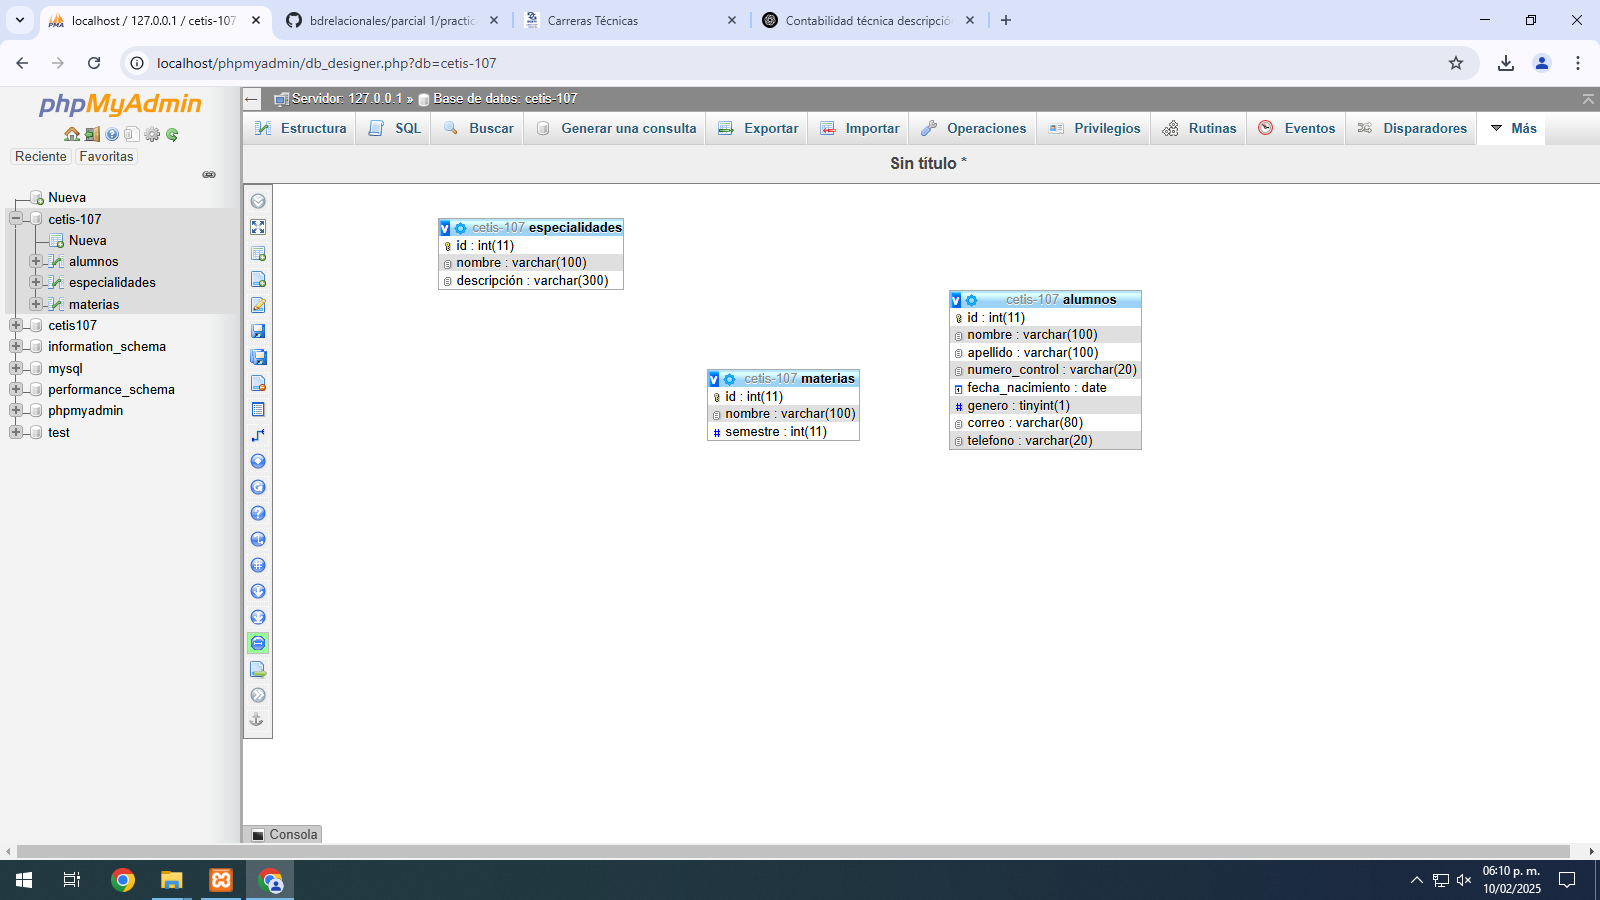 localhost / 127.0.0.1 / cetis-107
bdrelacionales/parcial 1/practic
Carreras Técnicas
Contabilidad técnica descripción
localhost/phpmyadmin/db_designer.php?db=cetis-107
phpMyAdmin
Reciente
Favoritas
Nueva
cetis-107
Nueva
alumnos
especialidades
materias
cetis107
information_schema
mysql
performance_schema
phpmyadmin
test
Servidor: 127.0.0.1 » Base de datos: cetis-107
Estructura
SQL
Buscar
Generar una consulta
Exportar
Importar
Operaciones
Privilegios
Rutinas
Eventos
Disparadores
Más
Sin título *
v cetis-107 especialidades
id : int(11)
nombre : varchar(100)
descripción : varchar(300)
v cetis-107 materias
id : int(11)
nombre : varchar(100)
# semestre : int(11)
v cetis-107 alumnos
id : int(11)
nombre : varchar(100)
apellido : varchar(100)
numero_control : varchar(20)
fecha_nacimiento : date
# genero : tinyint(1)
correo : varchar(80)
telefono : varchar(20)
Consola
06:10 p. m.
10/02/2025